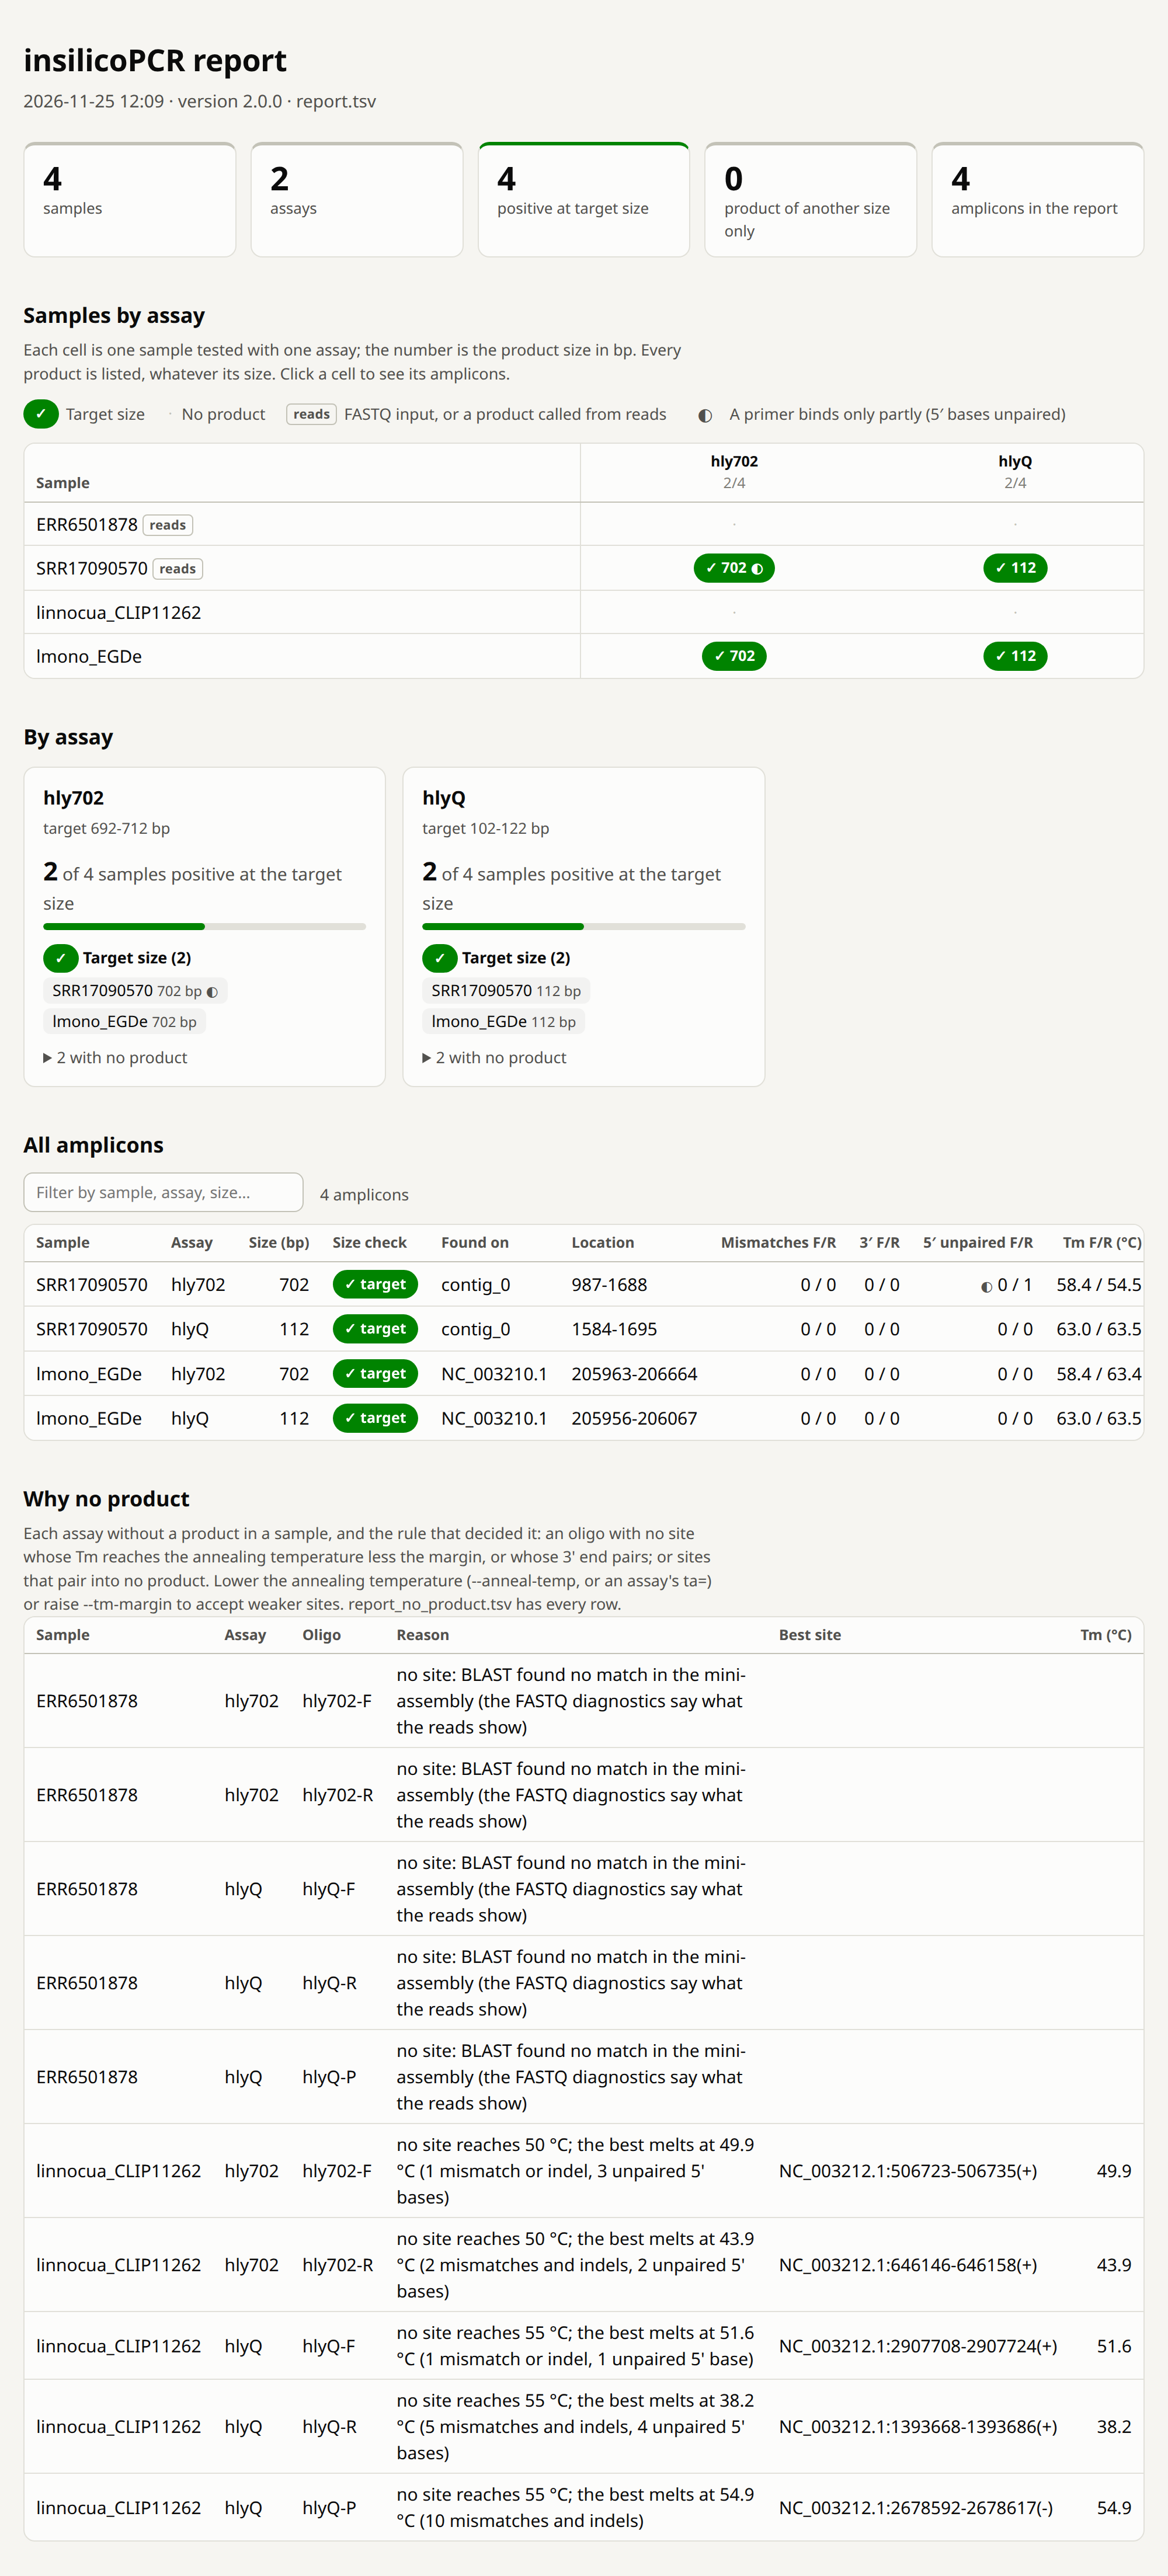 insilicoPCR report
2026-11-25 12:09 · version 2.0.0 · report.tsv
4
samples
2
assays
4
positive at target size
0
product of another size
only
4
amplicons in the report
Samples by assay
Each cell is one sample tested with one assay; the number is the product size in bp. Every
product is listed, whatever its size. Click a cell to see its amplicons.
✓ Target size · No product reads FASTQ input, or a product called from reads ◐ A primer binds only partly (5′ bases unpaired)
Sample hly702 2/4 hlyQ 2/4
ERR6501878 reads · ·
SRR17090570 reads ✓ 702 ◐ ✓ 112
linnocua_CLIP11262 · ·
lmono_EGDe ✓ 702 ✓ 112
By assay
hly702
target 692-712 bp
2 of 4 samples positive at the target
size
✓ Target size (2)
SRR17090570 702 bp ◐
lmono_EGDe 702 bp
▶ 2 with no product
hlyQ
target 102-122 bp
2 of 4 samples positive at the target
size
✓ Target size (2)
SRR17090570 112 bp
lmono_EGDe 112 bp
▶ 2 with no product
All amplicons
Filter by sample, assay, size... 4 amplicons
Sample Assay Size (bp) Size check Found on Location Mismatches F/R 3′ F/R 5′ unpaired F/R Tm F/R (°C)
SRR17090570 hly702 702 ✓ target contig_0 987-1688 0 / 0 0 / 0 ◐ 0 / 1 58.4 / 54.5
SRR17090570 hlyQ 112 ✓ target contig_0 1584-1695 0 / 0 0 / 0 0 / 0 63.0 / 63.5
lmono_EGDe hly702 702 ✓ target NC_003210.1 205963-206664 0 / 0 0 / 0 0 / 0 58.4 / 63.4
lmono_EGDe hlyQ 112 ✓ target NC_003210.1 205956-206067 0 / 0 0 / 0 0 / 0 63.0 / 63.5
Why no product
Each assay without a product in a sample, and the rule that decided it: an oligo with no site
whose Tm reaches the annealing temperature less the margin, or whose 3' end pairs; or sites
that pair into no product. Lower the annealing temperature (--anneal-temp, or an assay's ta=)
or raise --tm-margin to accept weaker sites. report_no_product.tsv has every row.
Sample Assay Oligo Reason Best site Tm (°C)
ERR6501878 hly702 hly702-F no site: BLAST found no match in the mini-
assembly (the FASTQ diagnostics say what
the reads show)
ERR6501878 hly702 hly702-R no site: BLAST found no match in the mini-
assembly (the FASTQ diagnostics say what
the reads show)
ERR6501878 hlyQ hlyQ-F no site: BLAST found no match in the mini-
assembly (the FASTQ diagnostics say what
the reads show)
ERR6501878 hlyQ hlyQ-R no site: BLAST found no match in the mini-
assembly (the FASTQ diagnostics say what
the reads show)
ERR6501878 hlyQ hlyQ-P no site: BLAST found no match in the mini-
assembly (the FASTQ diagnostics say what
the reads show)
linnocua_CLIP11262 hly702 hly702-F no site reaches 50 °C; the best melts at 49.9
°C (1 mismatch or indel, 3 unpaired 5'
bases) NC_003212.1:506723-506735(+) 49.9
linnocua_CLIP11262 hly702 hly702-R no site reaches 50 °C; the best melts at 43.9
°C (2 mismatches and indels, 2 unpaired 5'
bases) NC_003212.1:646146-646158(+) 43.9
linnocua_CLIP11262 hlyQ hlyQ-F no site reaches 55 °C; the best melts at 51.6
°C (1 mismatch or indel, 1 unpaired 5' base) NC_003212.1:2907708-2907724(+) 51.6
linnocua_CLIP11262 hlyQ hlyQ-R no site reaches 55 °C; the best melts at 38.2
°C (5 mismatches and indels, 4 unpaired 5'
bases) NC_003212.1:1393668-1393686(+) 38.2
linnocua_CLIP11262 hlyQ hlyQ-P no site reaches 55 °C; the best melts at 54.9
°C (10 mismatches and indels) NC_003212.1:2678592-2678617(-) 54.9